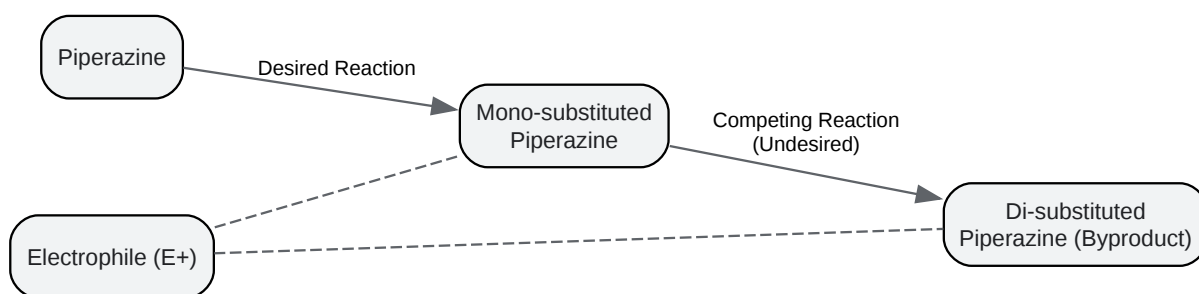 Piperazine
Desired Reaction
Mono-substituted
Piperazine
Competing Reaction
(Undesired)
Di-substituted
Piperazine (Byproduct)
Electrophile (E+)